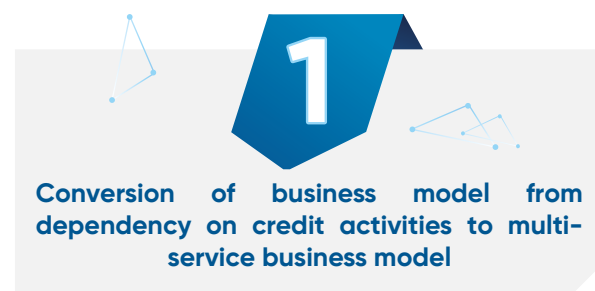 1
Conversion of business model from
dependency on credit activities to multi-
service business model